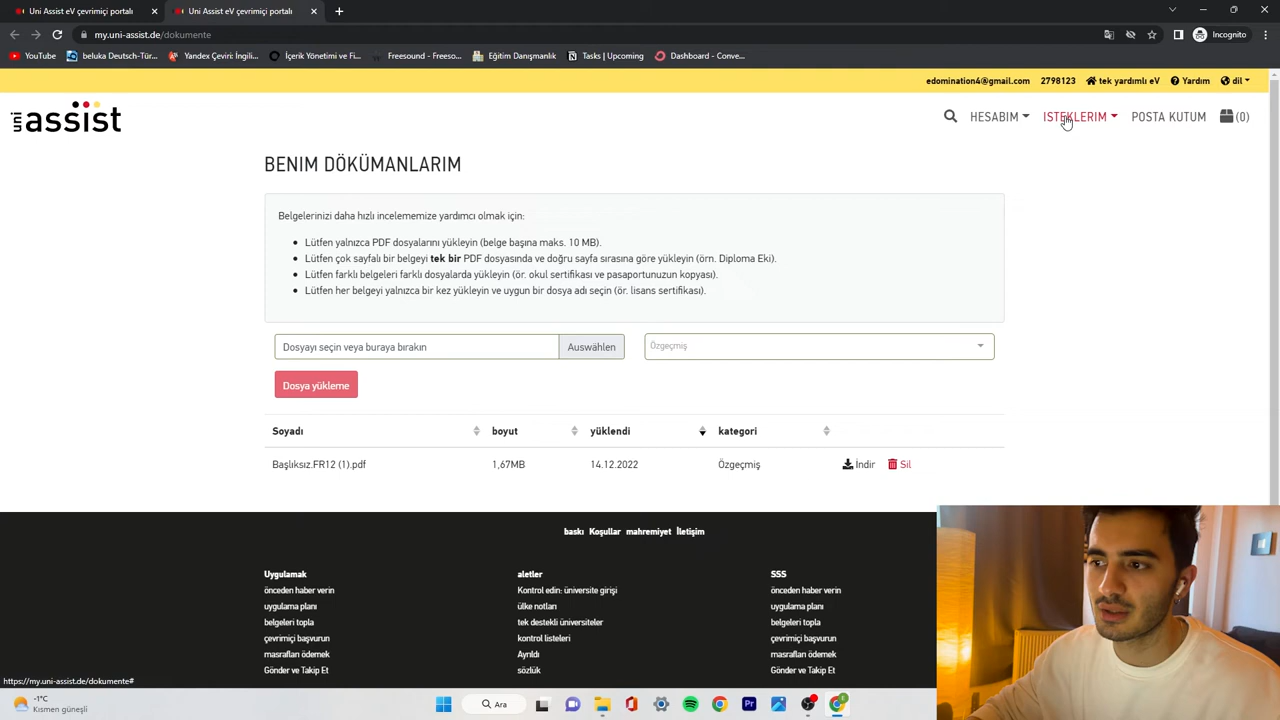 Uni Assist eV çevrimiçi portalı
Uni Assist eV çevrimiçi portalı
my.uni-assist.de/dokumente
Incognito
YouTube
beluka Deutsch-Tür...
Yandex Çeviri: İngili...
İçerik Yönetimi ve Fi...
Freesound - Freesou...
Eğitim Danışmanlık
Tasks | Upcoming
Dashboard - Conve...
edomination4@gmail.com 2798123 tek yardımlı eV Yardım dil
uni assist
HESABIM ISTEKLERIM POSTA KUTUM (0)
BENIM DÖKÜMANLARIM
Belgelerinizi daha hızlı incelememize yardımcı olmak için:
Lütfen yalnızca PDF dosyalarını yükleyin (belge başına maks. 10 MB).
Lütfen çok sayfalı bir belgeyi tek bir PDF dosyasında ve doğru sayfa sırasına göre yükleyin (örn. Diploma Eki).
Lütfen farklı belgeleri farklı dosyalarda yükleyin (ör. okul sertifikası ve pasaportunuzun kopyası).
Lütfen her belgeyi yalnızca bir kez yükleyin ve uygun bir dosya adı seçin (ör. lisans sertifikası).
Dosyayı seçin veya buraya bırakın Auswählen Özgeçmiş
Dosya yükleme
Soyadı boyut yüklendi kategori
Başlıksız.FR12 (1).pdf 1,67MB 14.12.2022 Özgeçmiş İndir Sil
baskı Koşullar mahremiyet İletişim
Uygulamak aletler SSS
önceden haber verin Kontrol edin: üniversite girişi önceden haber verin
uygulama planı ülke notları uygulama planı
belgeleri topla tek destekli üniversiteler belgeleri topla
çevrimiçi başvurun kontrol listeleri çevrimiçi başvurun
masrafları ödemek Ayrıldı masrafları ödemek
Gönder ve Takip Et sözlük Gönder ve Takip Et
https://my.uni-assist.de/dokumente#
-1°C
Kısmen güneşli
Ara